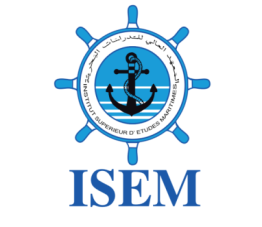 المعهد العالي للدراسات البحرية
INSTITUT SUPERIEUR D'ETUDES MARITIMES
ISEM